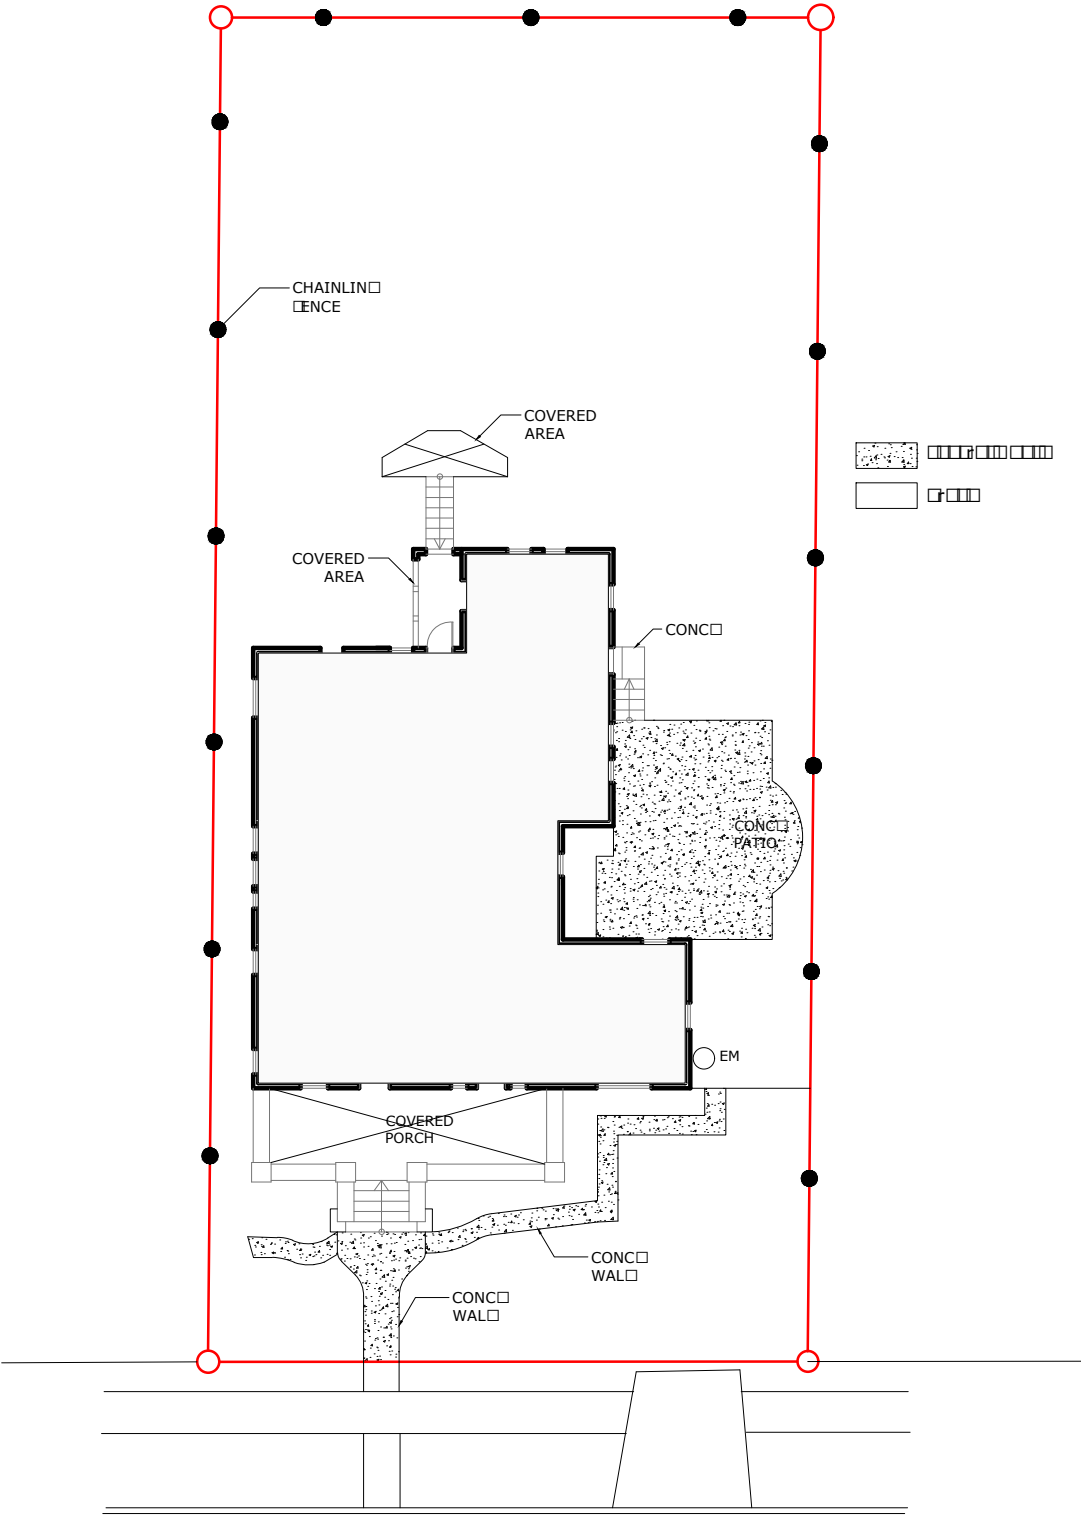 CHAINLIN□
□ENCE
COVERED
AREA
COVERED
AREA
CONC□
CONC□
PATIO
EM
COVERED
PORCH
CONC□
WAL□
CONC□
WAL□